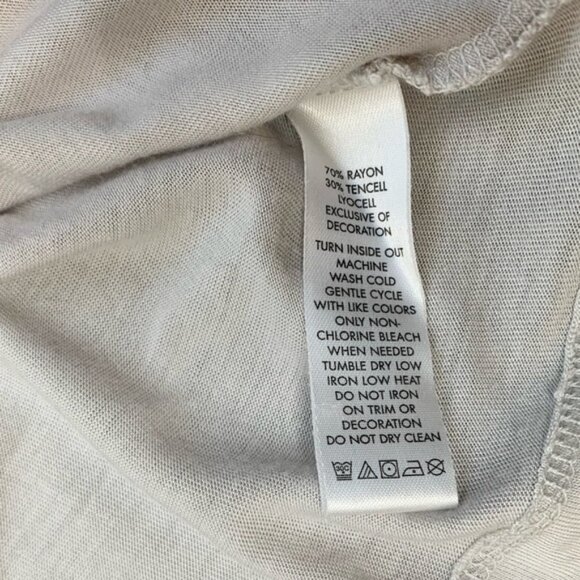 70% RAYON
30% TENCELL
LYOCELL
EXCLUSIVE OF
DECORATION
TURN INSIDE OUT
MACHINE
WASH COLD
GENTLE CYCLE
WITH LIKE COLORS
ONLY NON-
CHLORINE BLEACH
WHEN NEEDED
TUMBLE DRY LOW
IRON LOW HEAT
DO NOT IRON
ON TRIM OR
DECORATION
DO NOT DRY CLEAN
30C